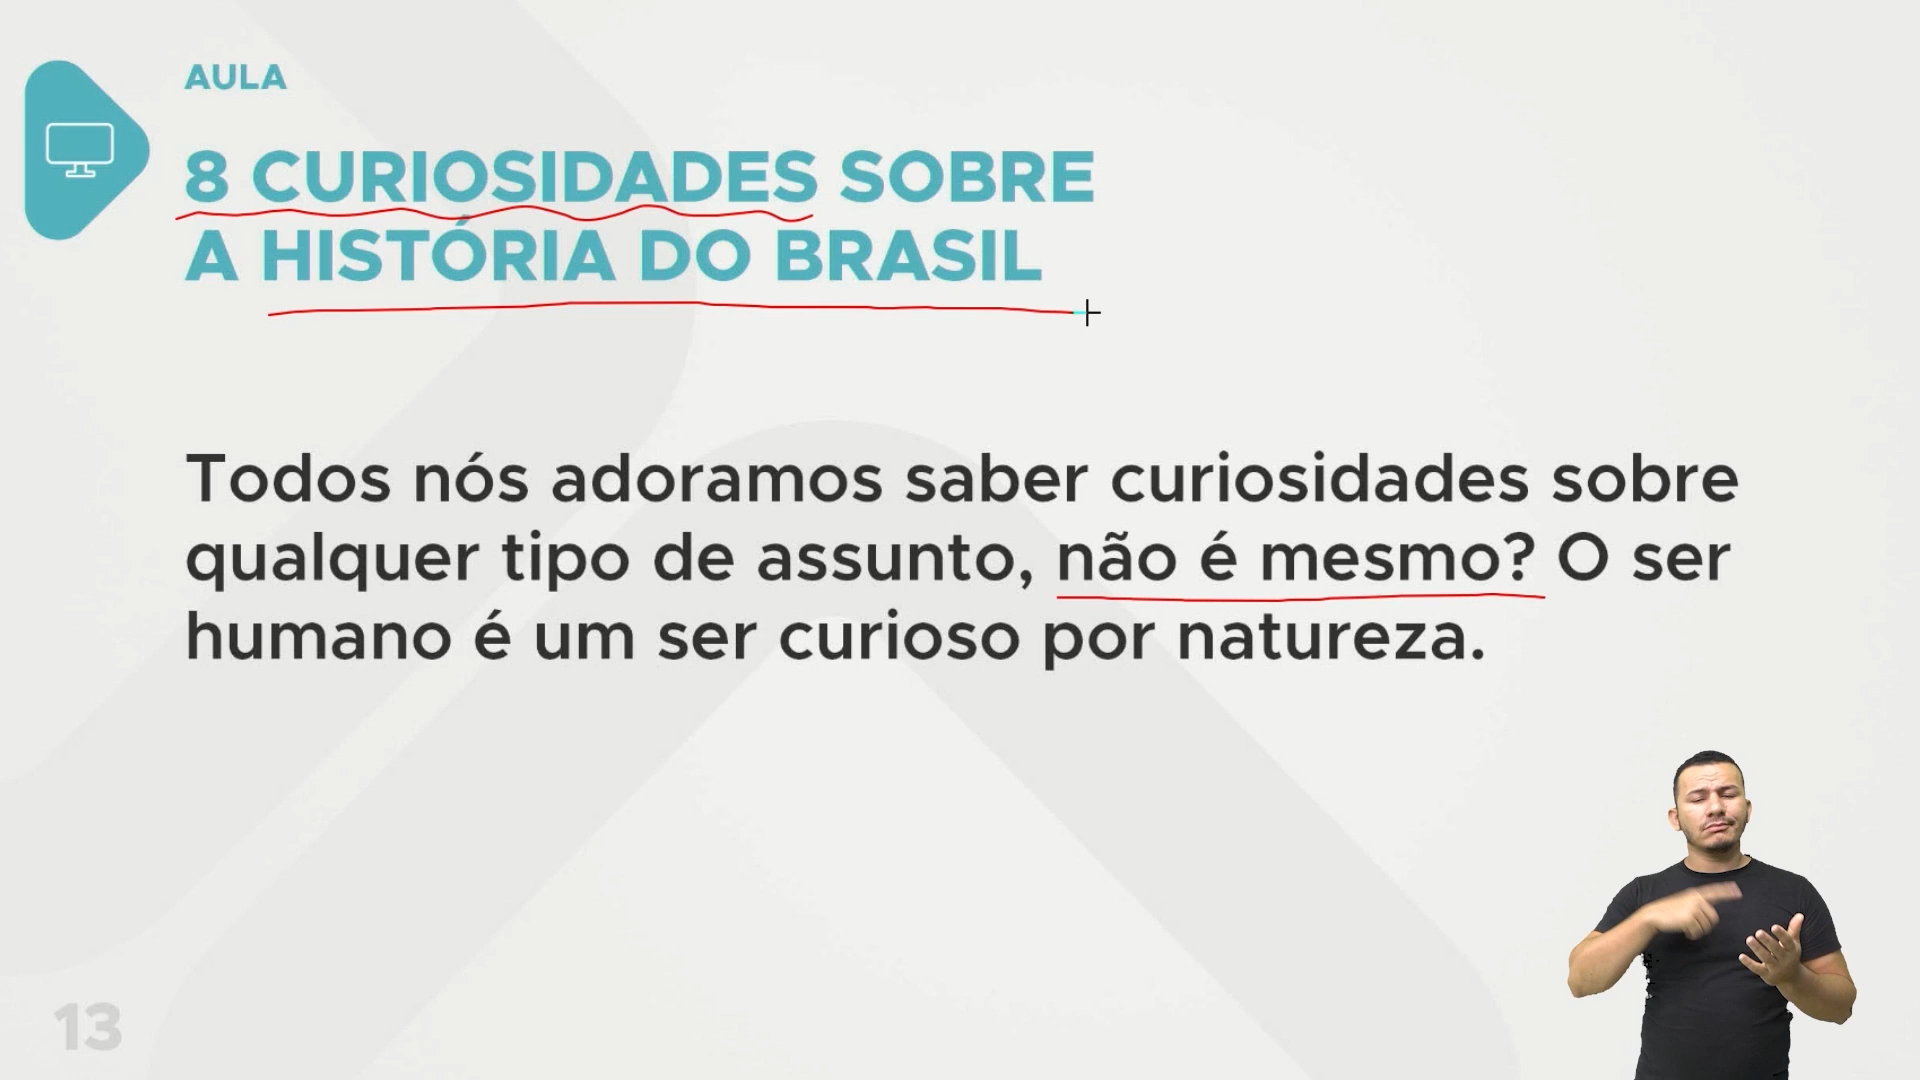 AULA
8 CURIOSIDADES SOBRE
A HISTÓRIA DO BRASIL
Todos nós adoramos saber curiosidades sobre
qualquer tipo de assunto, não é mesmo? O ser
humano é um ser curioso por natureza.
13